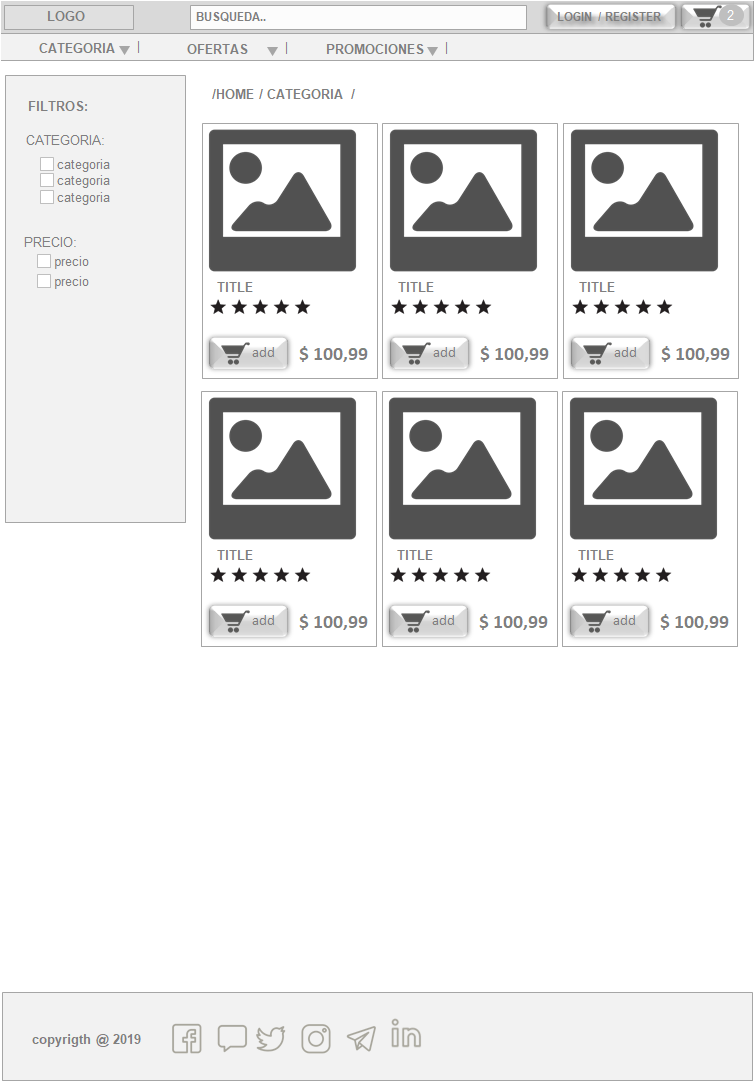 LOGO
BUSQUEDA..
LOGIN / REGISTER
2
CATEGORIA
OFERTAS
PROMOCIONES
FILTROS:
CATEGORIA:
categoria
categoria
categoria
PRECIO:
precio
precio
/HOME / CATEGORIA /
TITLE
add
$ 100,99
TITLE
add
$ 100,99
TITLE
add
$ 100,99
TITLE
add
$ 100,99
TITLE
add
$ 100,99
TITLE
add
$ 100,99
copyrigth @ 2019